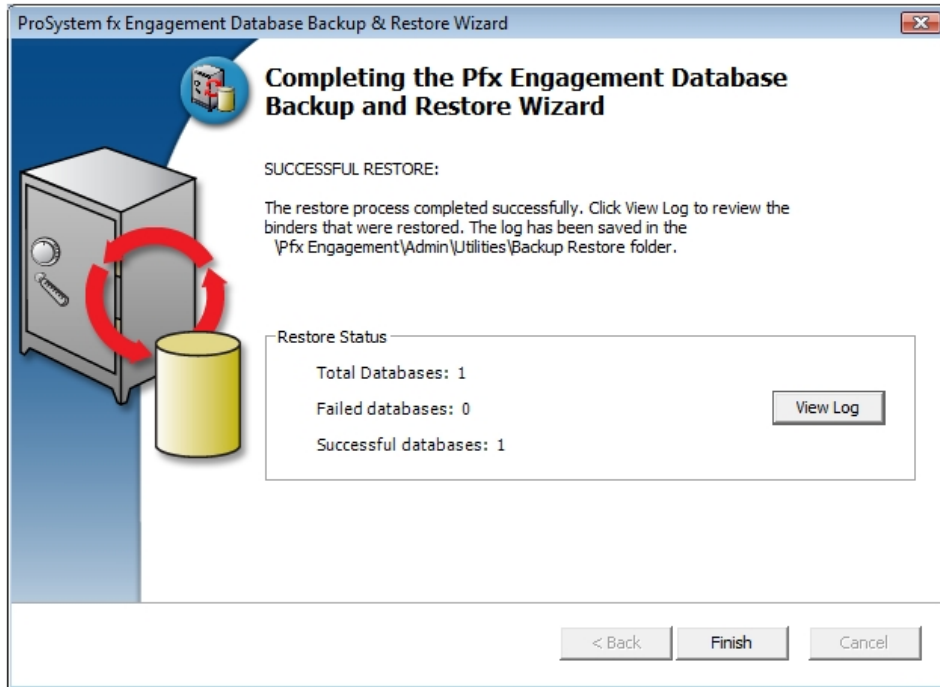 ProSystem fx Engagement Database Backup & Restore Wizard
Completing the Pfx Engagement Database
Backup and Restore Wizard
SUCCESSFUL RESTORE:
The restore process completed successfully. Click View Log to review the
binders that were restored. The log has been saved in the
\Pfx Engagement\Admin\Utilities\Backup Restore folder.
Restore Status
Total Databases: 1
Failed databases: 0
View Log
Successful databases: 1
< Back
Finish
Cancel